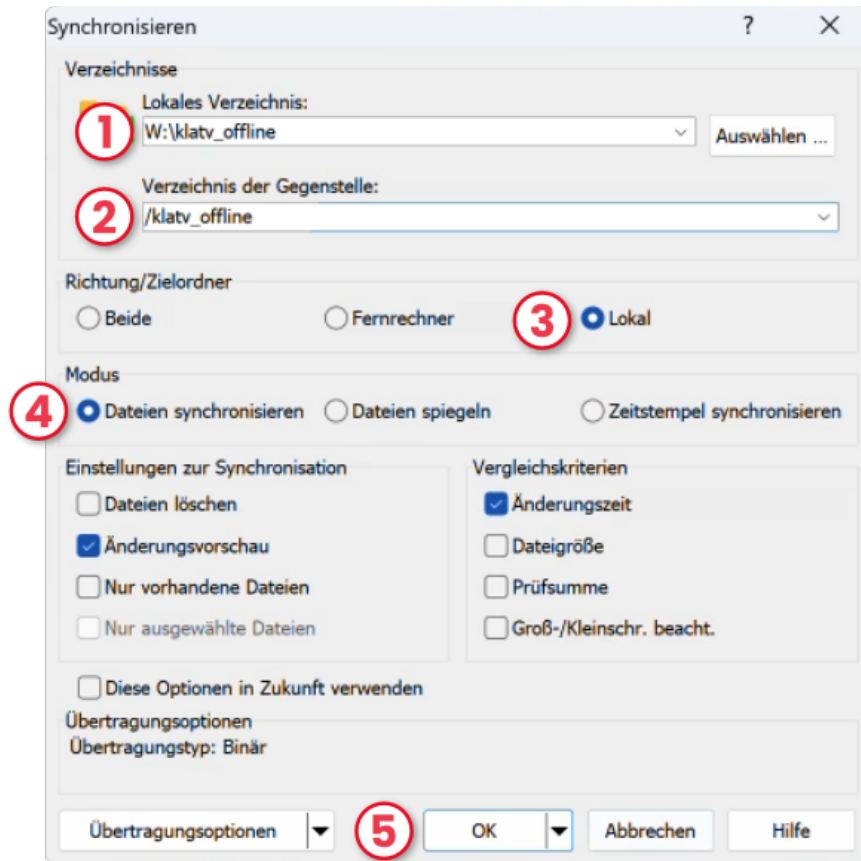 Synchronisieren ? ✕
Verzeichnisse
Lokales Verzeichnis:
1 W:\klatv_offline Auswählen ...
Verzeichnis der Gegenstelle:
2 /klatv_offline
Richtung/Zielordner
Beide Fernrechner 3 Lokal
Modus
4 Dateien synchronisieren Dateien spiegeln Zeitstempel synchronisieren
Einstellungen zur Synchronisation Vergleichskriterien
Dateien löschen Änderungszeit
Änderungsvorschau Dateigröße
Nur vorhandene Dateien Prüfsumme
Nur ausgewählte Dateien Groß-/Kleinschr. beacht.
Diese Optionen in Zukunft verwenden
Übertragungsoptionen
Übertragungstyp: Binär
Übertragungsoptionen 5 OK Abbrechen Hilfe